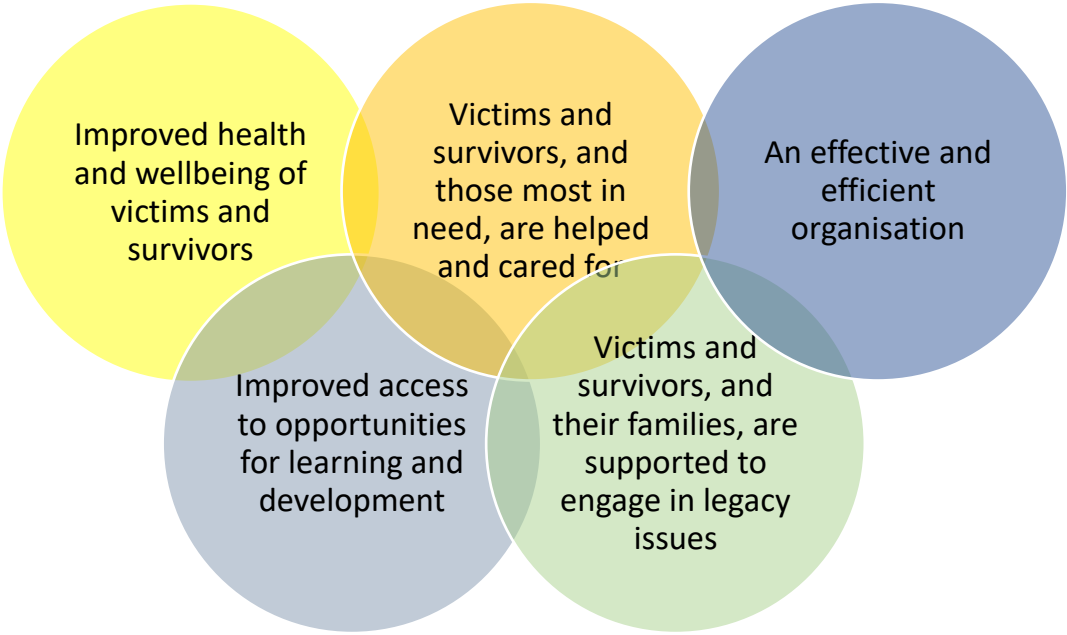 Improved health
and wellbeing of
victims and
survivors
Victims and
survivors, and
those most in
need, are helped
and cared for
An effective and
efficient
organisation
Improved access
to opportunities
for learning and
development
Victims and
survivors, and
their families, are
supported to
engage in legacy
issues